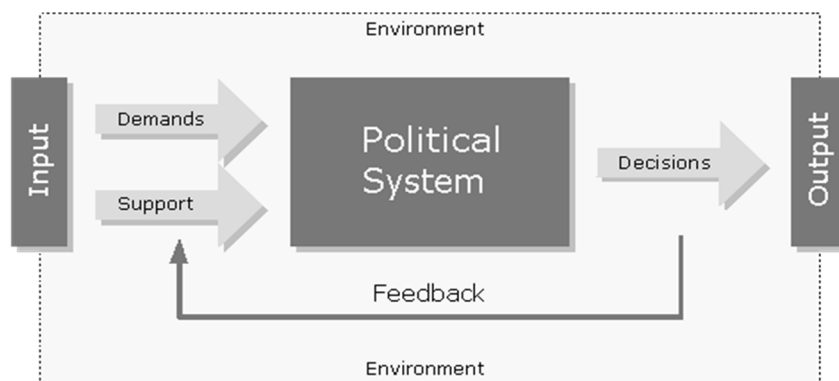 Environment
Input
Demands
Support
Political
System
Decisions
Output
Feedback
Environment